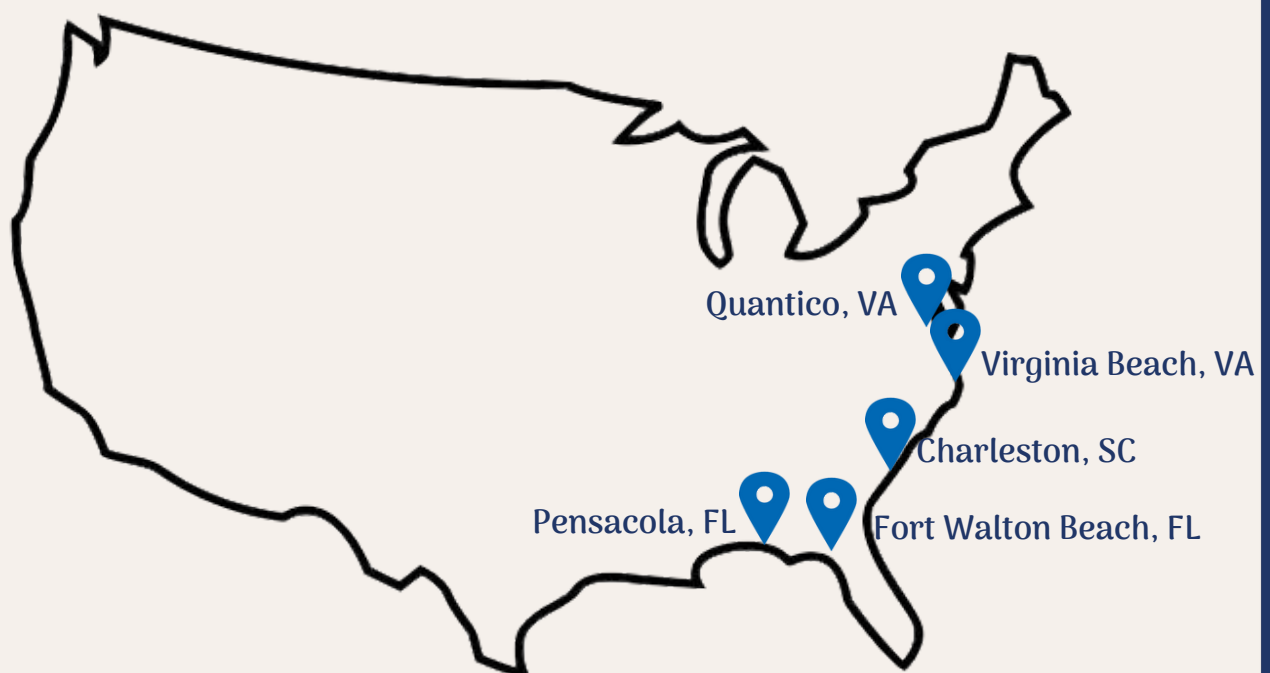 Quantico, VA
Virginia Beach, VA
Charleston, SC
Pensacola, FL
Fort Walton Beach, FL